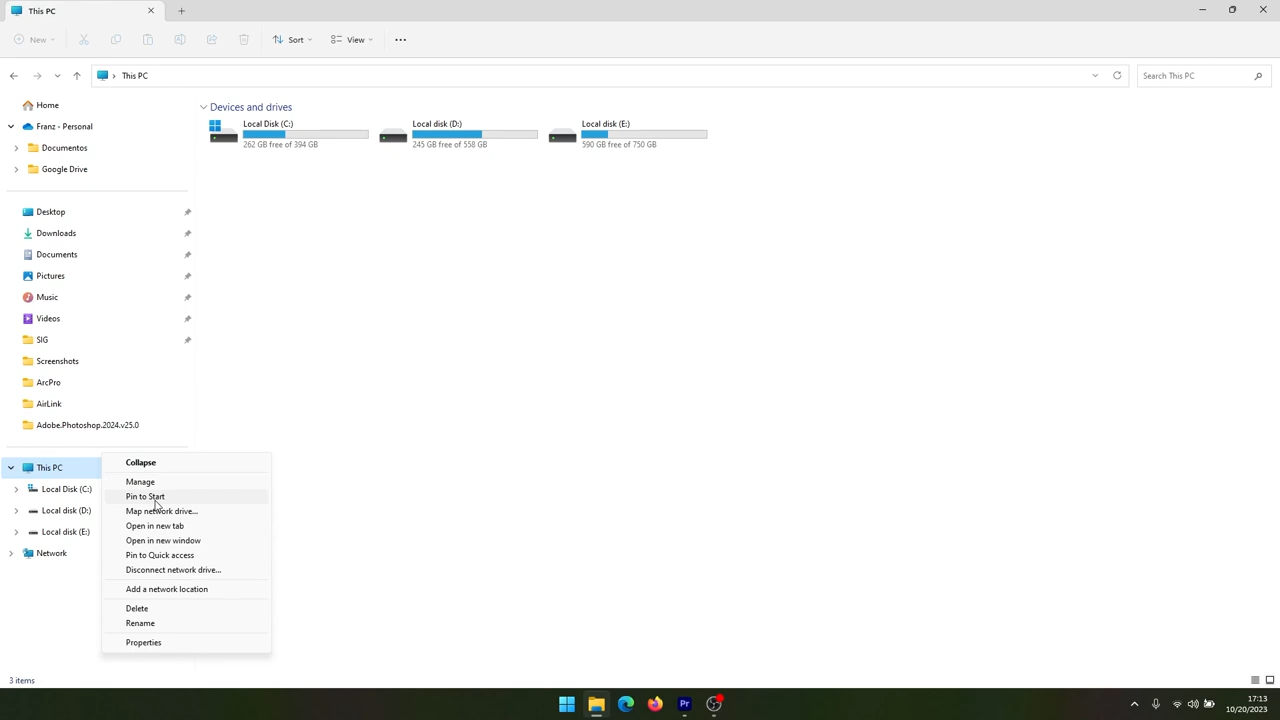 This PC
New
Sort
View
This PC
Search This PC
Home
Franz - Personal
Documentos
Google Drive
Desktop
Downloads
Documents
Pictures
Music
Videos
SIG
Screenshots
ArcPro
AirLink
Adobe.Photoshop.2024.v25.0
This PC
Local Disk (C:)
Local disk (D:)
Local disk (E:)
Network
Devices and drives
Local Disk (C:)
262 GB free of 394 GB
Local disk (D:)
245 GB free of 558 GB
Local disk (E:)
590 GB free of 750 GB
Collapse
Manage
Pin to Start
Map network drive...
Open in new tab
Open in new window
Pin to Quick access
Disconnect network drive...
Add a network location
Delete
Rename
Properties
3 items
Pr
17:13
10/20/2023